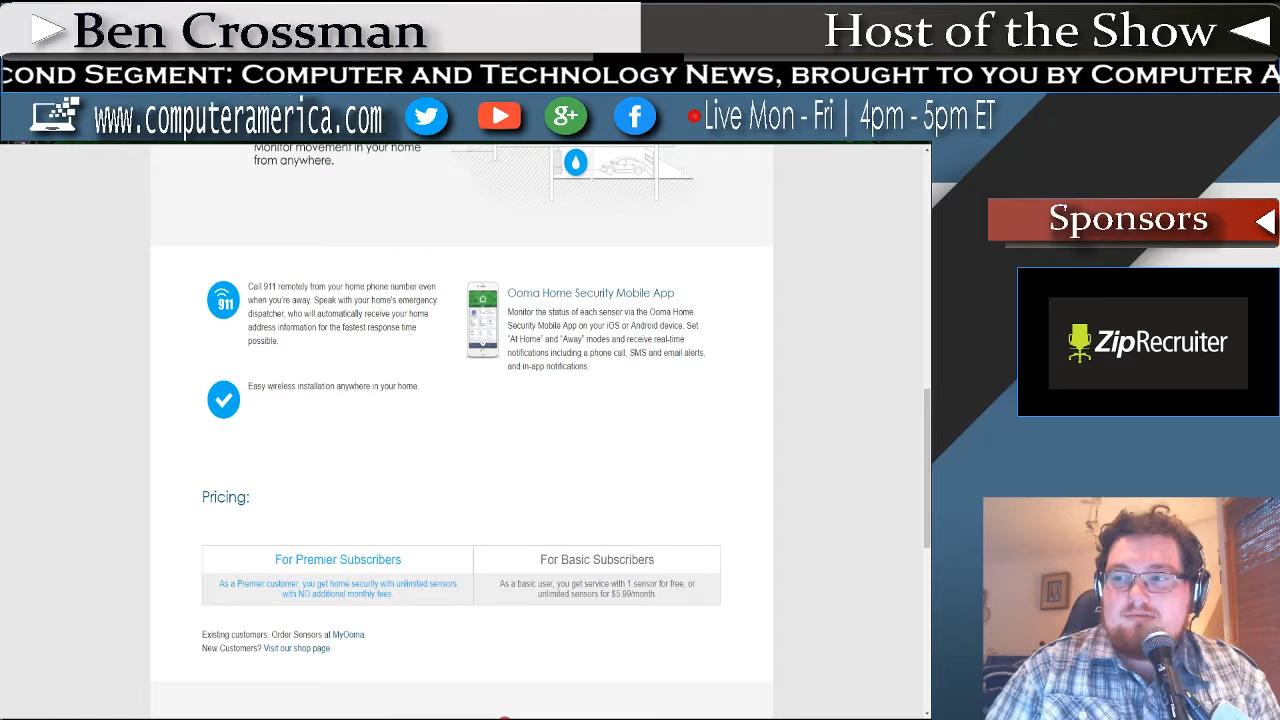 Ben Crossman
Host of the Show
COND SEGMENT: COMPUTER AND TECHNOLOGY NEWS, BROUGHT TO YOU BY COMPUTER A
www.computeramerica.com
g+
f
Live Mon - Fri | 4pm - 5pm ET
Monitor movement in your home
from anywhere.
911
Call 911 remotely from your home phone number even
when you're away. Speak with your home's emergency
dispatcher, who will automatically receive your home
address information for the fastest response time
possible.
Easy wireless installation anywhere in your home.
Ooma Home Security Mobile App
Monitor the status of each sensor via the Ooma Home
Security Mobile App on your iOS or Android device. Set
"At Home" and "Away" modes and receive real-time
notifications including a phone call, SMS and email alerts,
and in-app notifications.
Pricing:
For Premier Subscribers
For Basic Subscribers
As a Premier customer, you get home security with unlimited sensors
with NO additional monthly fees.
As a basic user, you get service with 1 sensor for free, or
unlimited sensors for $5.99/month.
Existing customers: Order Sensors at MyOoma.
New Customers? Visit our shop page.
Sponsors
ZipRecruiter